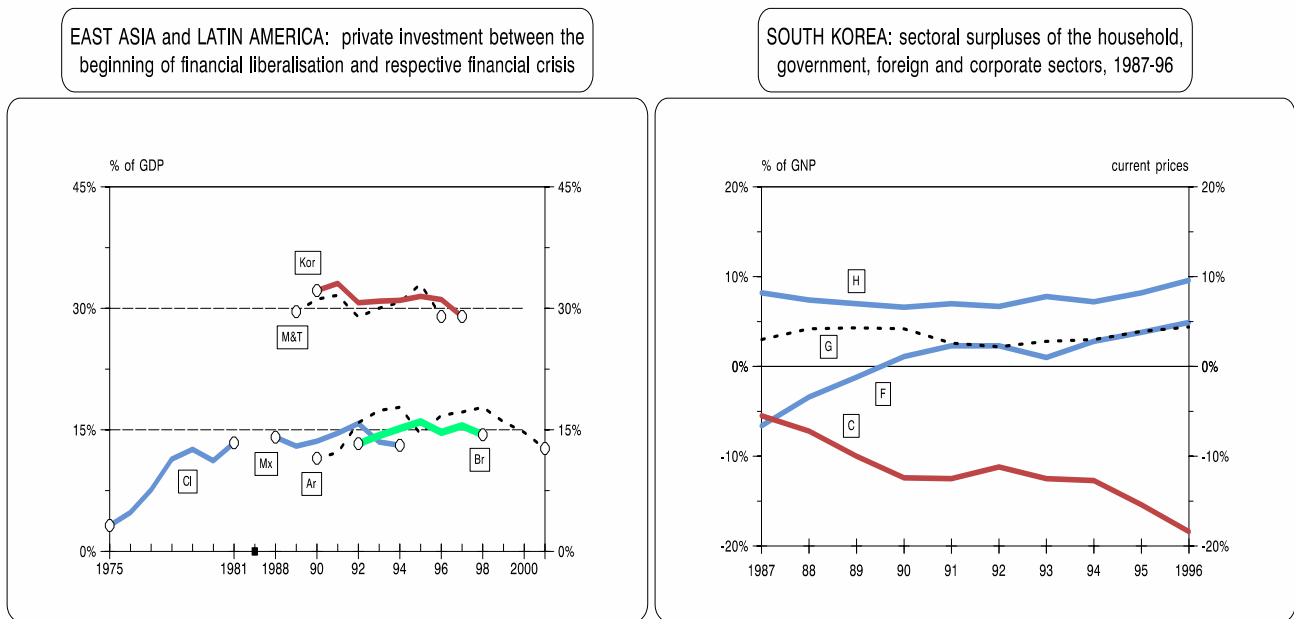 EAST ASIA and LATIN AMERICA: private investment between the
beginning of financial liberalisation and respective financial crisis
% of GDP
45% 45%
Kor
30% 30%
M&T
15% 15%
Cl
Mx
Ar
Br
0% 0%
1975 1981 1988 90 92 94 96 98 2000
SOUTH KOREA: sectoral surpluses of the household,
government, foreign and corporate sectors, 1987-96
% of GNP current prices
20% 20%
10% 10%
H
G
0% 0%
F
C
-10% -10%
-20% -20%
1987 88 89 90 91 92 93 94 95 1996